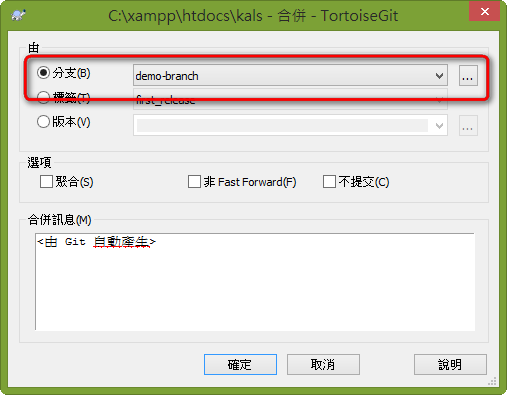 C:\xampp\htdocs\kals - 合併 - TortoiseGit
由
分支(B)
demo-branch
...
標籤(T)
first_release
版本(V)
...
選項
聚合(S)
非 Fast Forward(F)
不提交(C)
合併訊息(M)
<由 Git 自動產生>
確定
取消
說明